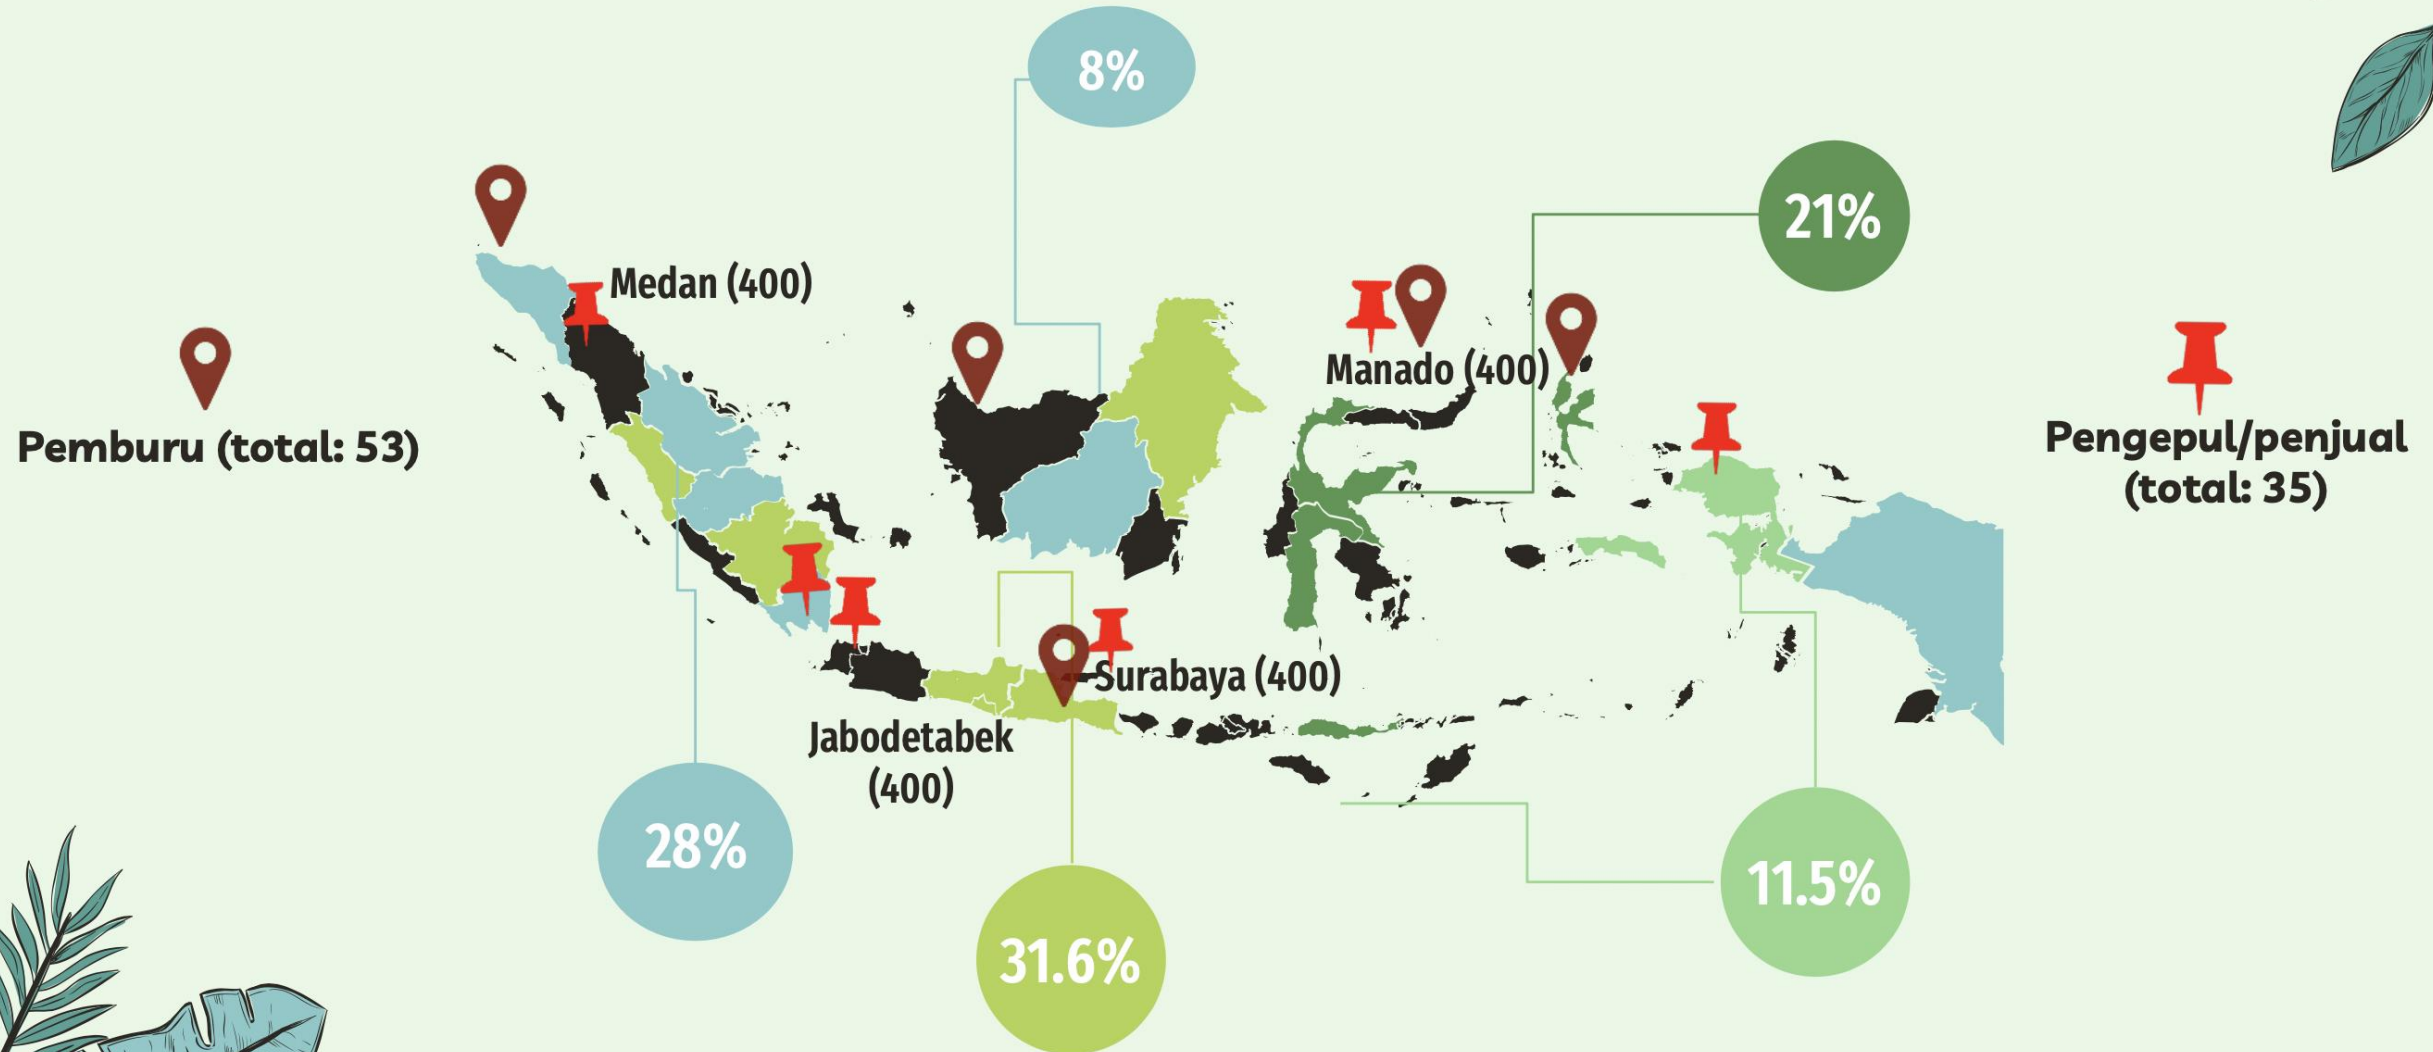 8%
21%
Medan (400)
Manado (400)
Pemburu (total: 53)
Pengepul/penjual
(total: 35)
Surabaya (400)
Jabodetabek
(400)
28%
11.5%
31.6%